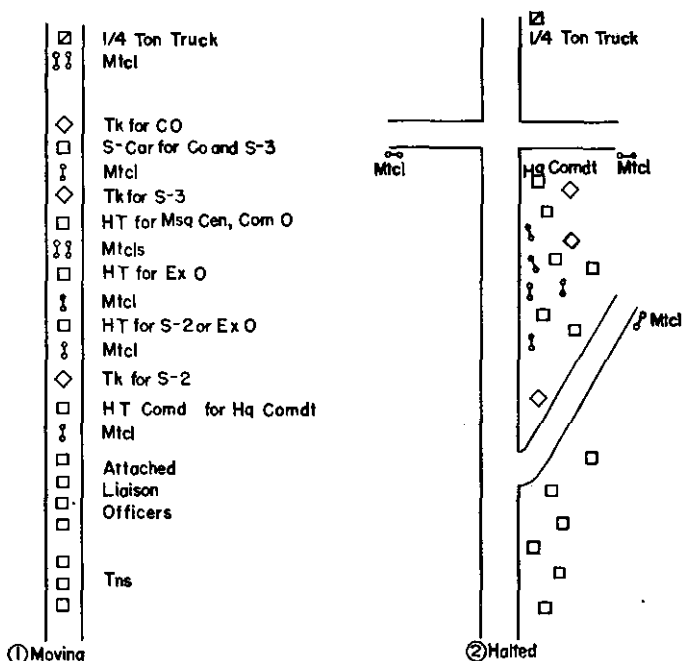 1/4 Ton Truck
Mtcl
Tk for CO
S-Car for Co and S-3
Mtcl
Tk for S-3
HT for Msq Cen, Com O
Mtcls
HT for Ex O
Mtcl
HT for S-2 or Ex O
Mtcl
Tk for S-2
HT Comd for Hq Comdt
Mtcl
Attached
Liaison
Officers
Tns
① Moving
1/4 Ton Truck
Mtcl
Hq Comdt
Mtcl
Mtcl
② Halted